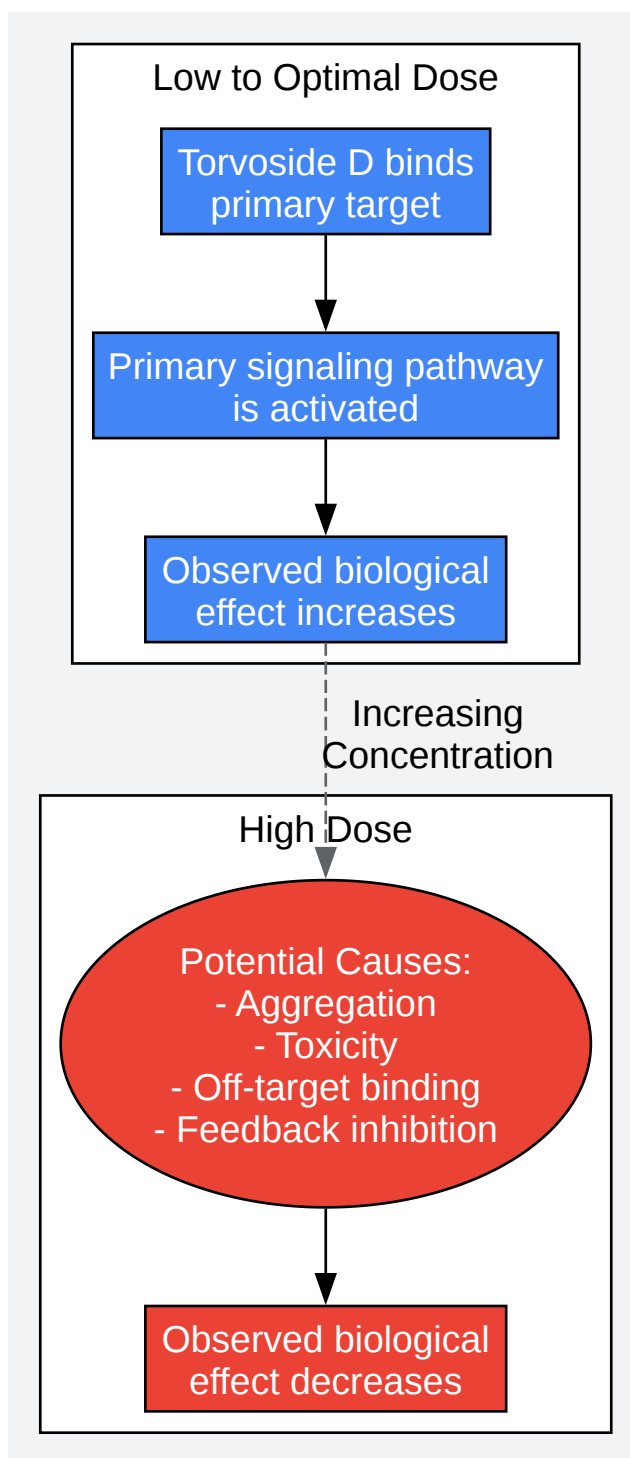 Low to Optimal Dose
Torvoside D binds
primary target
Primary signaling pathway
is activated
Observed biological
effect increases
Increasing
Concentration
High Dose
Potential Causes:
- Aggregation
- Toxicity
- Off-target binding
- Feedback inhibition
Observed biological
effect decreases